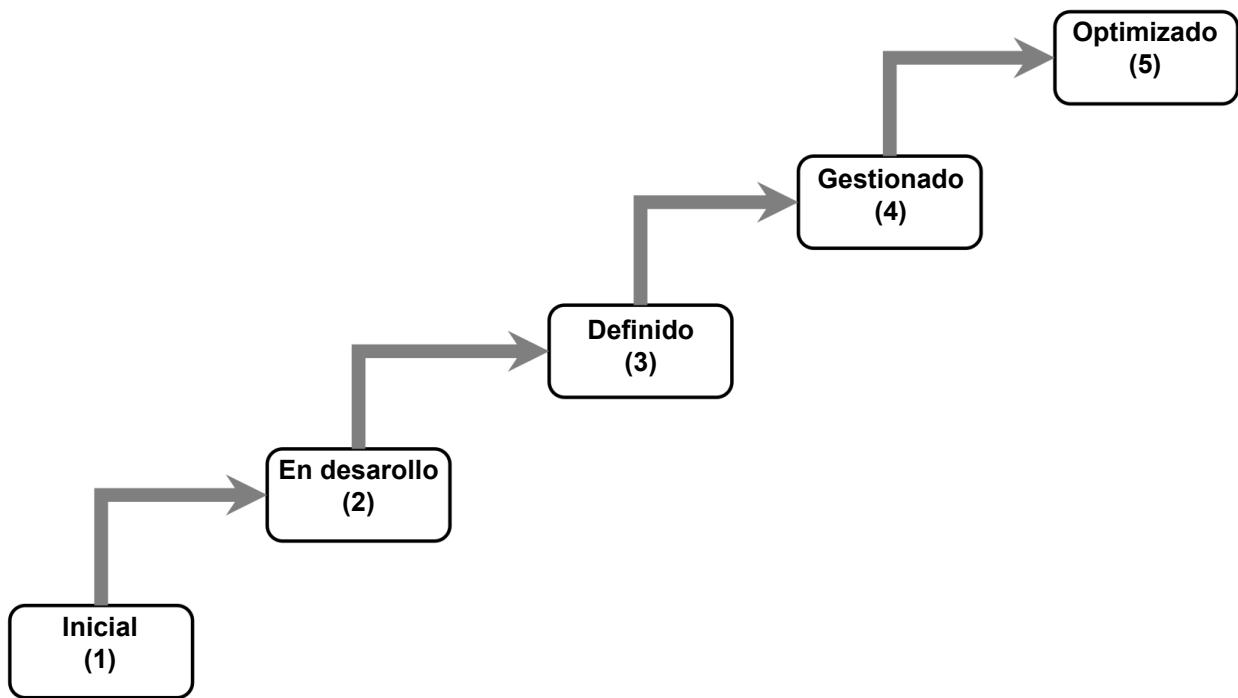 Optimizado
(5)
Gestionado
(4)
Definido
(3)
En desarollo
(2)
Inicial
(1)